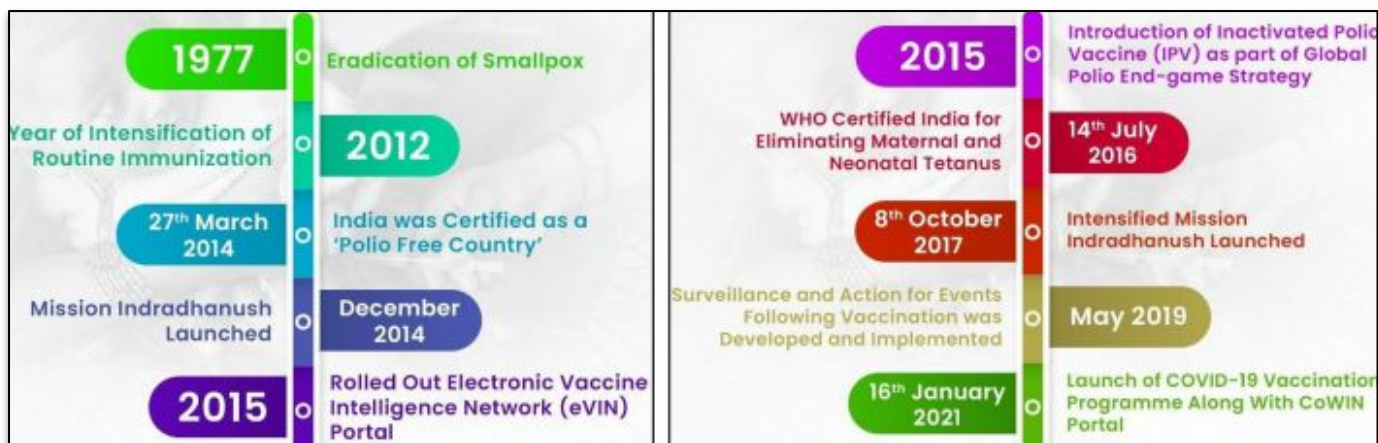 1977
Eradication of Smallpox
Year of Intensification of
Routine Immunization
2012
27th March
2014
India was Certified as a
‘Polio Free Country’
Mission Indradhanush
Launched
December
2014
2015
Rolled Out Electronic Vaccine
Intelligence Network (eVIN)
Portal
2015
Introduction of Inactivated Polio
Vaccine (IPV) as part of Global
Polio End-game Strategy
WHO Certified India for
Eliminating Maternal and
Neonatal Tetanus
14th July
2016
8th October
2017
Intensified Mission
Indradhanush Launched
Surveillance and Action for Events
Following Vaccination was
Developed and Implemented
May 2019
16th January
2021
Launch of COVID-19 Vaccination
Programme Along With CoWIN
Portal